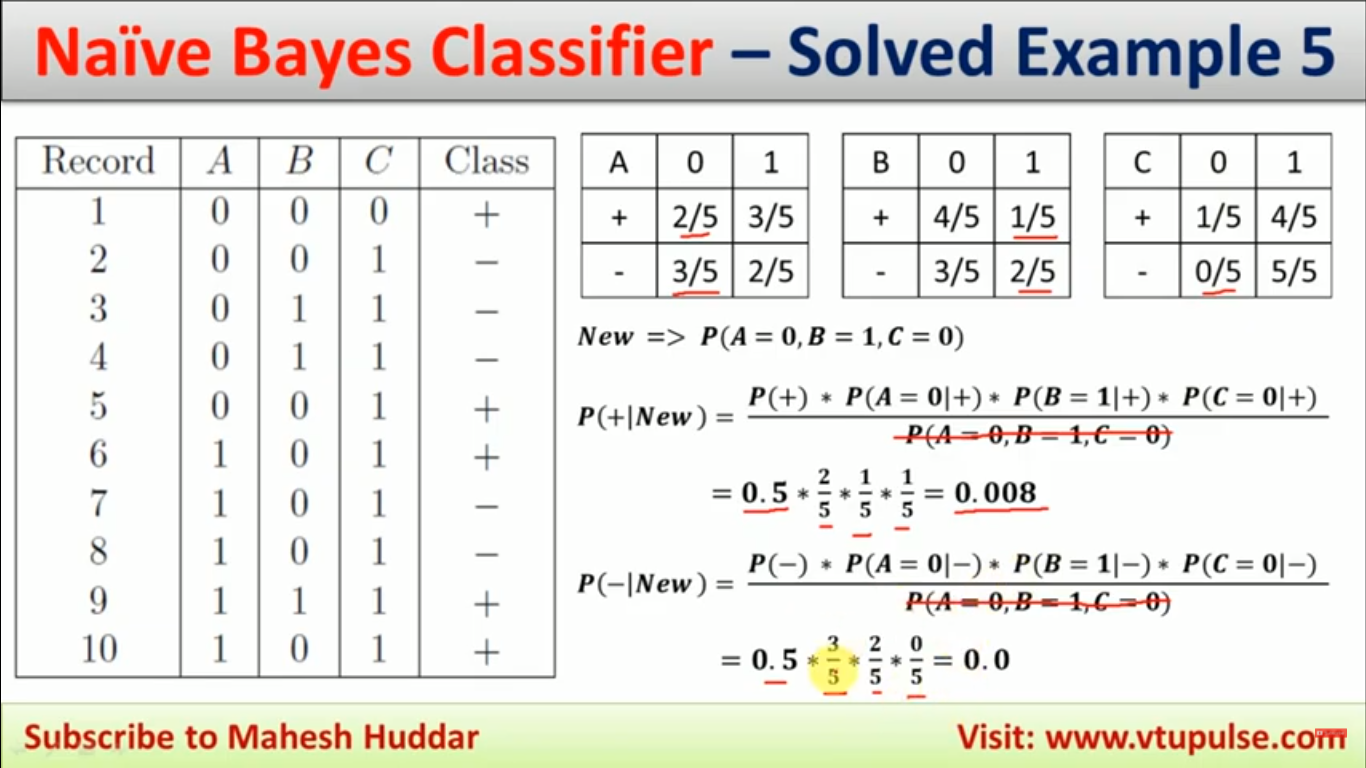 Naïve Bayes Classifier – Solved Example 5
Record A B C Class
1 0 0 0 +
2 0 0 1 −
3 0 1 1 −
4 0 1 1 −
5 0 0 1 +
6 1 0 1 +
7 1 0 1 −
8 1 0 1 −
9 1 1 1 +
10 1 0 1 +
A 0 1
+ 2/5 3/5
- 3/5 2/5
B 0 1
+ 4/5 1/5
- 3/5 2/5
C 0 1
+ 1/5 4/5
- 0/5 5/5
New => P(A = 0, B = 1, C = 0)
P(+) * P(A = 0|+) * P(B = 1|+) * P(C = 0|+)
P(+|New) =
P(A = 0, B = 1, C = 0)
= 0.5 * 2/5 * 1/5 * 1/5 = 0.008
P(−) * P(A = 0|−) * P(B = 1|−) * P(C = 0|−)
P(−|New) =
P(A = 0, B = 1, C = 0)
= 0.5 * 3/5 * 2/5 * 0/5 = 0.0
Subscribe to Mahesh Huddar
Visit: www.vtupulse.com